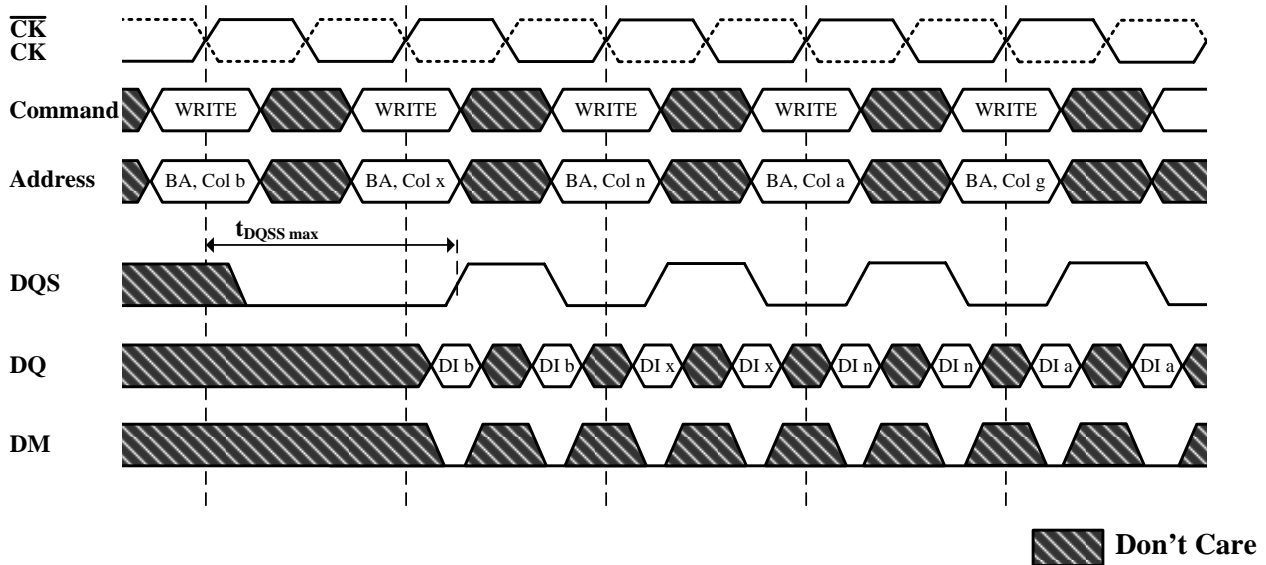 CK
CK
Command WRITE WRITE WRITE WRITE WRITE
Address BA, Col b BA, Col x BA, Col n BA, Col a BA, Col g
tDQSS max
DQS
DQ DI b DI b DI x DI x DI n DI n DI a DI a
DM
Don't Care